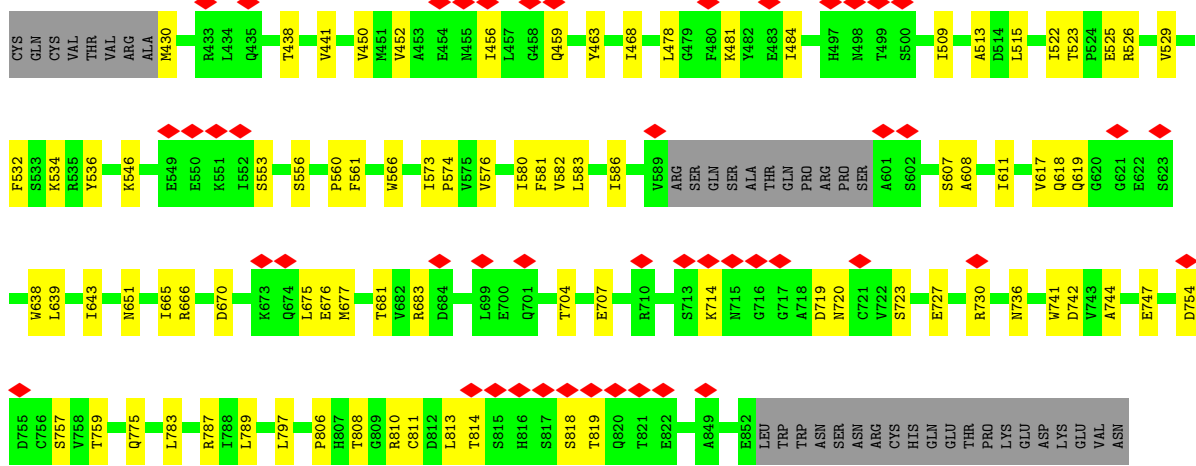 CYS GLN CYS VAL THR VAL ARG ALA M430 R433 L434 Q435 T438 V441 V450 M451 V452 A453 E454 N455 I456 L457 G458 Q459 Y463 I468 L478 G479 F480 K481 Y482 E483 I484 H497 N498 T499 S500 I509 A513 D514 L515 I522 T523 P524 E525 R526 V529
F532 S533 K534 R535 Y536 K546 E549 E550 K551 I552 S553 S556 P560 F561 W566 I573 P574 V575 V576 I580 F581 V582 L583 I586 V589 ARG SER GLN SER ALA THR GLN PRO ARG PRO SER A601 S602 S607 A608 I611 V617 Q618 Q619 G620 G621 E622 S623
W638 L639 I643 N651 I665 R666 D670 K673 Q674 L675 E676 M677 T681 V682 R683 D684 L699 E700 Q701 T704 E707 R710 S713 K714 N715 G716 G717 A718 D719 N720 C721 V722 S723 E727 R730 N736 W741 D742 V743 A744 E747 D754
D755 C756 S757 V758 T759 Q775 L783 R787 I788 L789 L797 P806 H807 T808 G809 R810 C811 D812 L813 T814 S815 H816 S817 S818 T819 Q820 T821 E822 A849 E852 LEU TRP TRP ASN SER ASN ARG CYS HIS GLN GLU THR PRO LYS GLU ASP LYS GLU VAL ASN